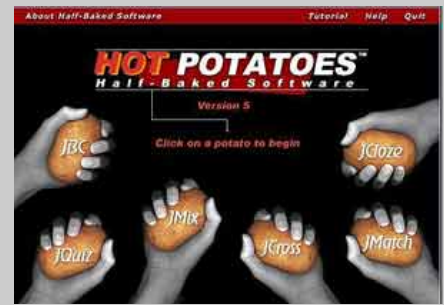 About Half-Baked Software Tutorial Help Quit
HOT POTATOES™
Half-Baked Software
Version 5
Click on a potato to begin
JBC
JCloze
JQuiz
JMix
JCross
JMatch